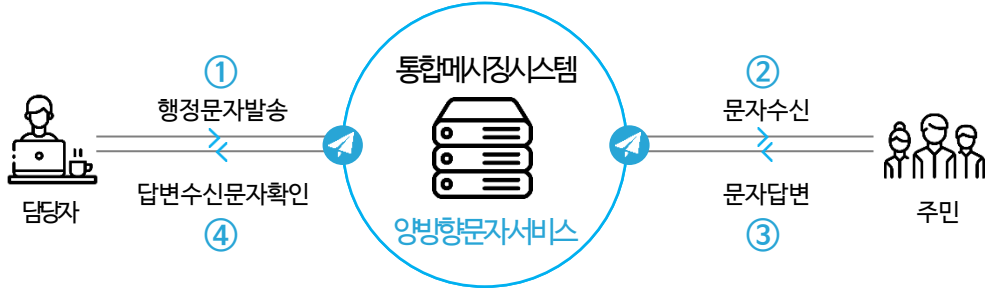 통합메시징시스템
①
행정문자발송
②
문자수신
담당자
답변수신문자확인
④
양방향문자서비스
문자답변
③
주민